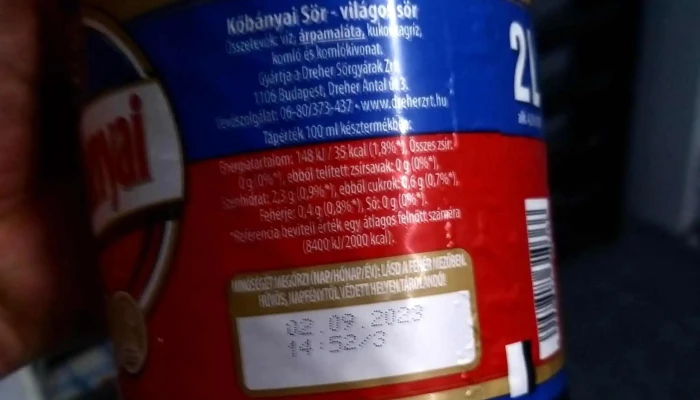 Kőbányai Sör - világos sör
Összetevők: víz, árpamaláta, kukoricagríz,
komló és komlókivonat.
Gyártja a Dreher Sörgyárak Zrt.
1106 Budapest, Dreher Antal út 3.
Vevőszolgálat: 06-80/373-437 • www.dreherzrt.hu
Tápérték 100 ml késztermékben:
Energiatartalom: 148 kJ / 35 kcal (1,8%*), Összes zsír:
0 g (0%*), ebből telített zsírsavak: 0 g (0%*),
Szénhidrát: 2,3 g (0,9%*), ebből cukrok: 0,6 g (0,7%*),
Fehérje: 0,4 g (0,8%*), Só: 0 g (0%*).
*Referencia beviteli érték egy átlagos felnőtt számára
(8400 kJ/2000 kcal).
MINŐSÉGÉT MEGŐRZI (NAP/HÓNAP/ÉV): LÁSD A FEHÉR MEZŐBEN.
HŰVÖS, NAPFÉNYTŐL VÉDETT HELYEN TÁROLANDÓ!
02.09.2023
14:52/3
nyai
2L